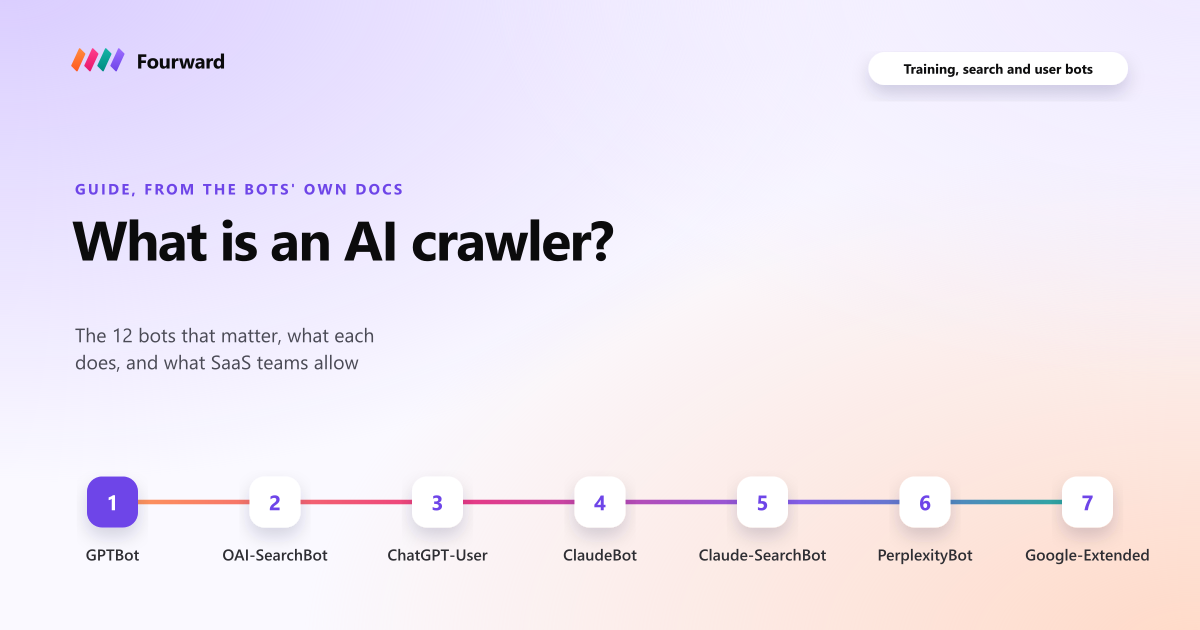 Fourward
Training, search and user bots
GUIDE, FROM THE BOTS' OWN DOCS
What is an AI crawler?
The 12 bots that matter, what each
does, and what SaaS teams allow
1
2
3
4
5
6
7
GPTBot
OAI-SearchBot
ChatGPT-User
ClaudeBot
Claude-SearchBot
PerplexityBot
Google-Extended